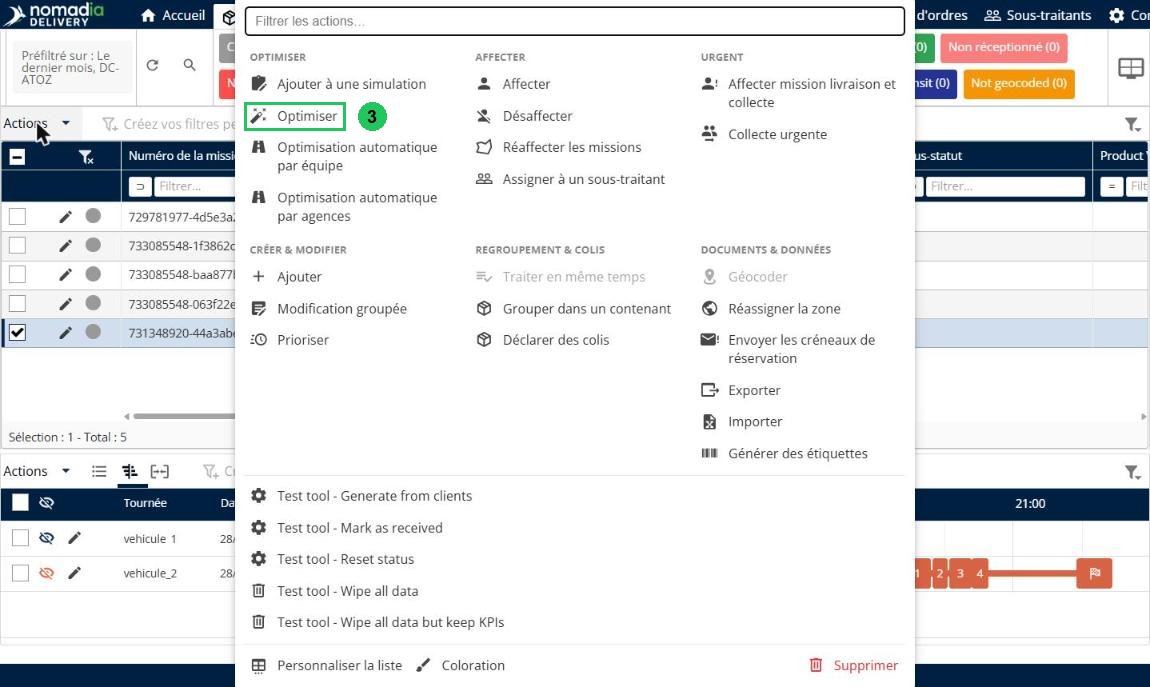 nomadia
DELIVERY
Accueil
d'ordres
Sous-traitants
Préfiltré sur : Le
dernier mois, DC-
ATOZ
(0)
Non réceptionné (0)
nsit (0)
Not geocoded (0)
Filtrer les actions...
OPTIMISER
Ajouter à une simulation
Optimiser
3
Optimisation automatique
par équipe
Optimisation automatique
par agences
AFFECTER
Affecter
Désaffecter
Réaffecter les missions
Assigner à un sous-traitant
URGENT
Affecter mission livraison et
collecte
Collecte urgente
CRÉER & MODIFIER
Ajouter
Modification groupée
Prioriser
REGROUPEMENT & COLIS
Traiter en même temps
Grouper dans un contenant
Déclarer des colis
DOCUMENTS & DONNÉES
Géocoder
Réassigner la zone
Envoyer les créneaux de
réservation
Exporter
Importer
Générer des étiquettes
Test tool - Generate from clients
Test tool - Mark as received
Test tool - Reset status
Test tool - Wipe all data
Test tool - Wipe all data but keep KPIs
Personnaliser la liste
Coloration
Supprimer
Actions
Créez vos filtres pe
Numéro de la missi
us-statut
Product
Filtrer...
Filtrer...
=
Filt
729781977-4d5e3a
733085548-1f3862
733085548-baa877
733085548-063f22e
731348920-44a3ab
Sélection : 1 - Total : 5
Actions
Tournée
Da
21:00
vehicule 1
28/
vehicule_2
28/
1 2 3 4